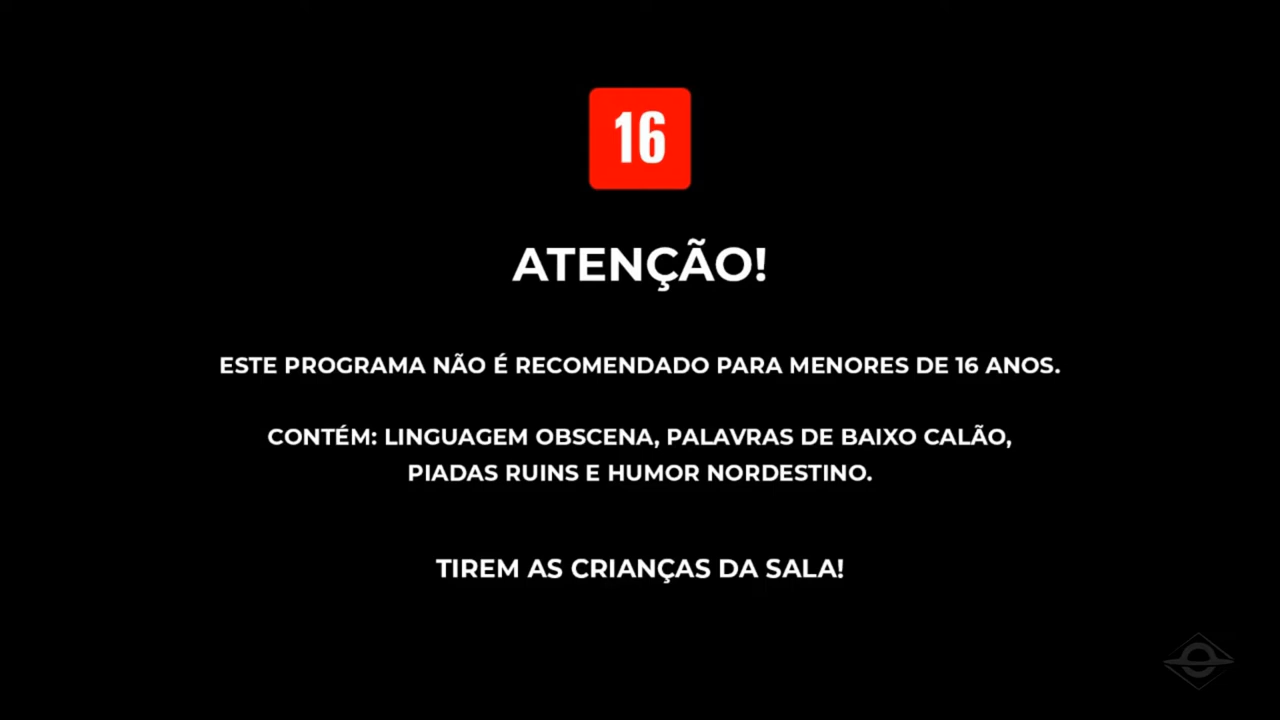 16
ATENÇÃO!
ESTE PROGRAMA NÃO É RECOMENDADO PARA MENORES DE 16 ANOS.
CONTÉM: LINGUAGEM OBSCENA, PALAVRAS DE BAIXO CALÃO,
PIADAS RUINS E HUMOR NORDESTINO.
TIREM AS CRIANÇAS DA SALA!